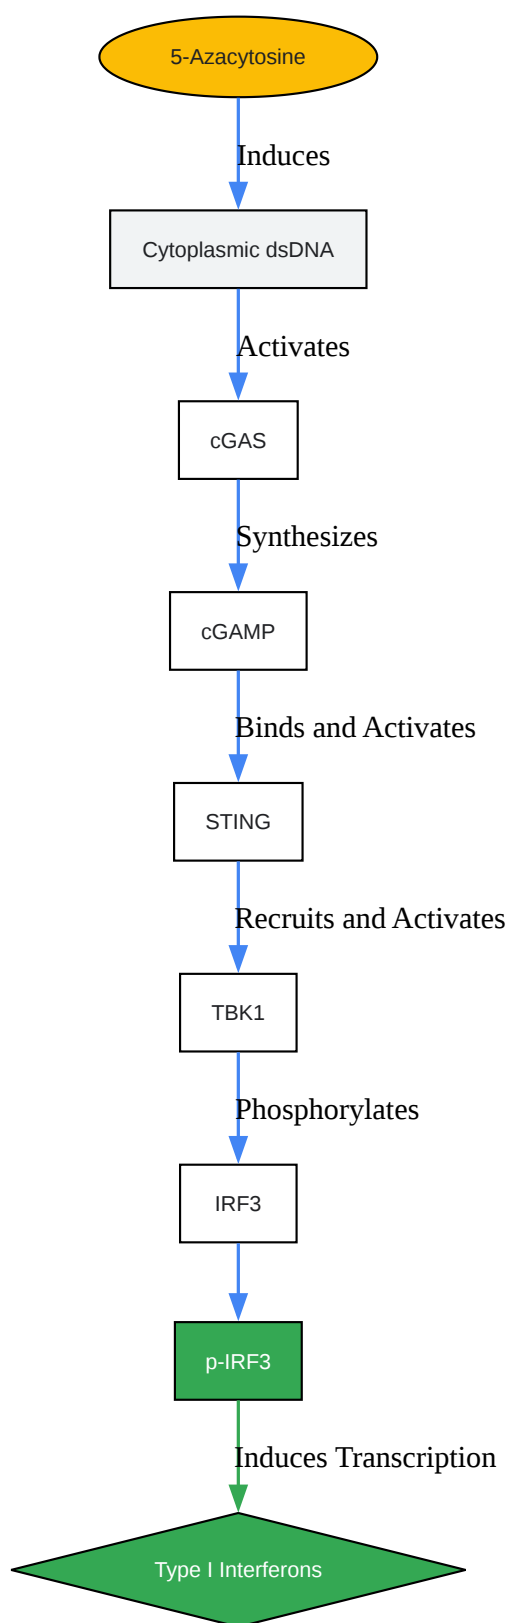 5-Azacytosine
Induces
Cytoplasmic dsDNA
Activates
cGAS
Synthesizes
cGAMP
Binds and Activates
STING
Recruits and Activates
TBK1
Phosphorylates
IRF3
p-IRF3
Induces Transcription
Type I Interferons